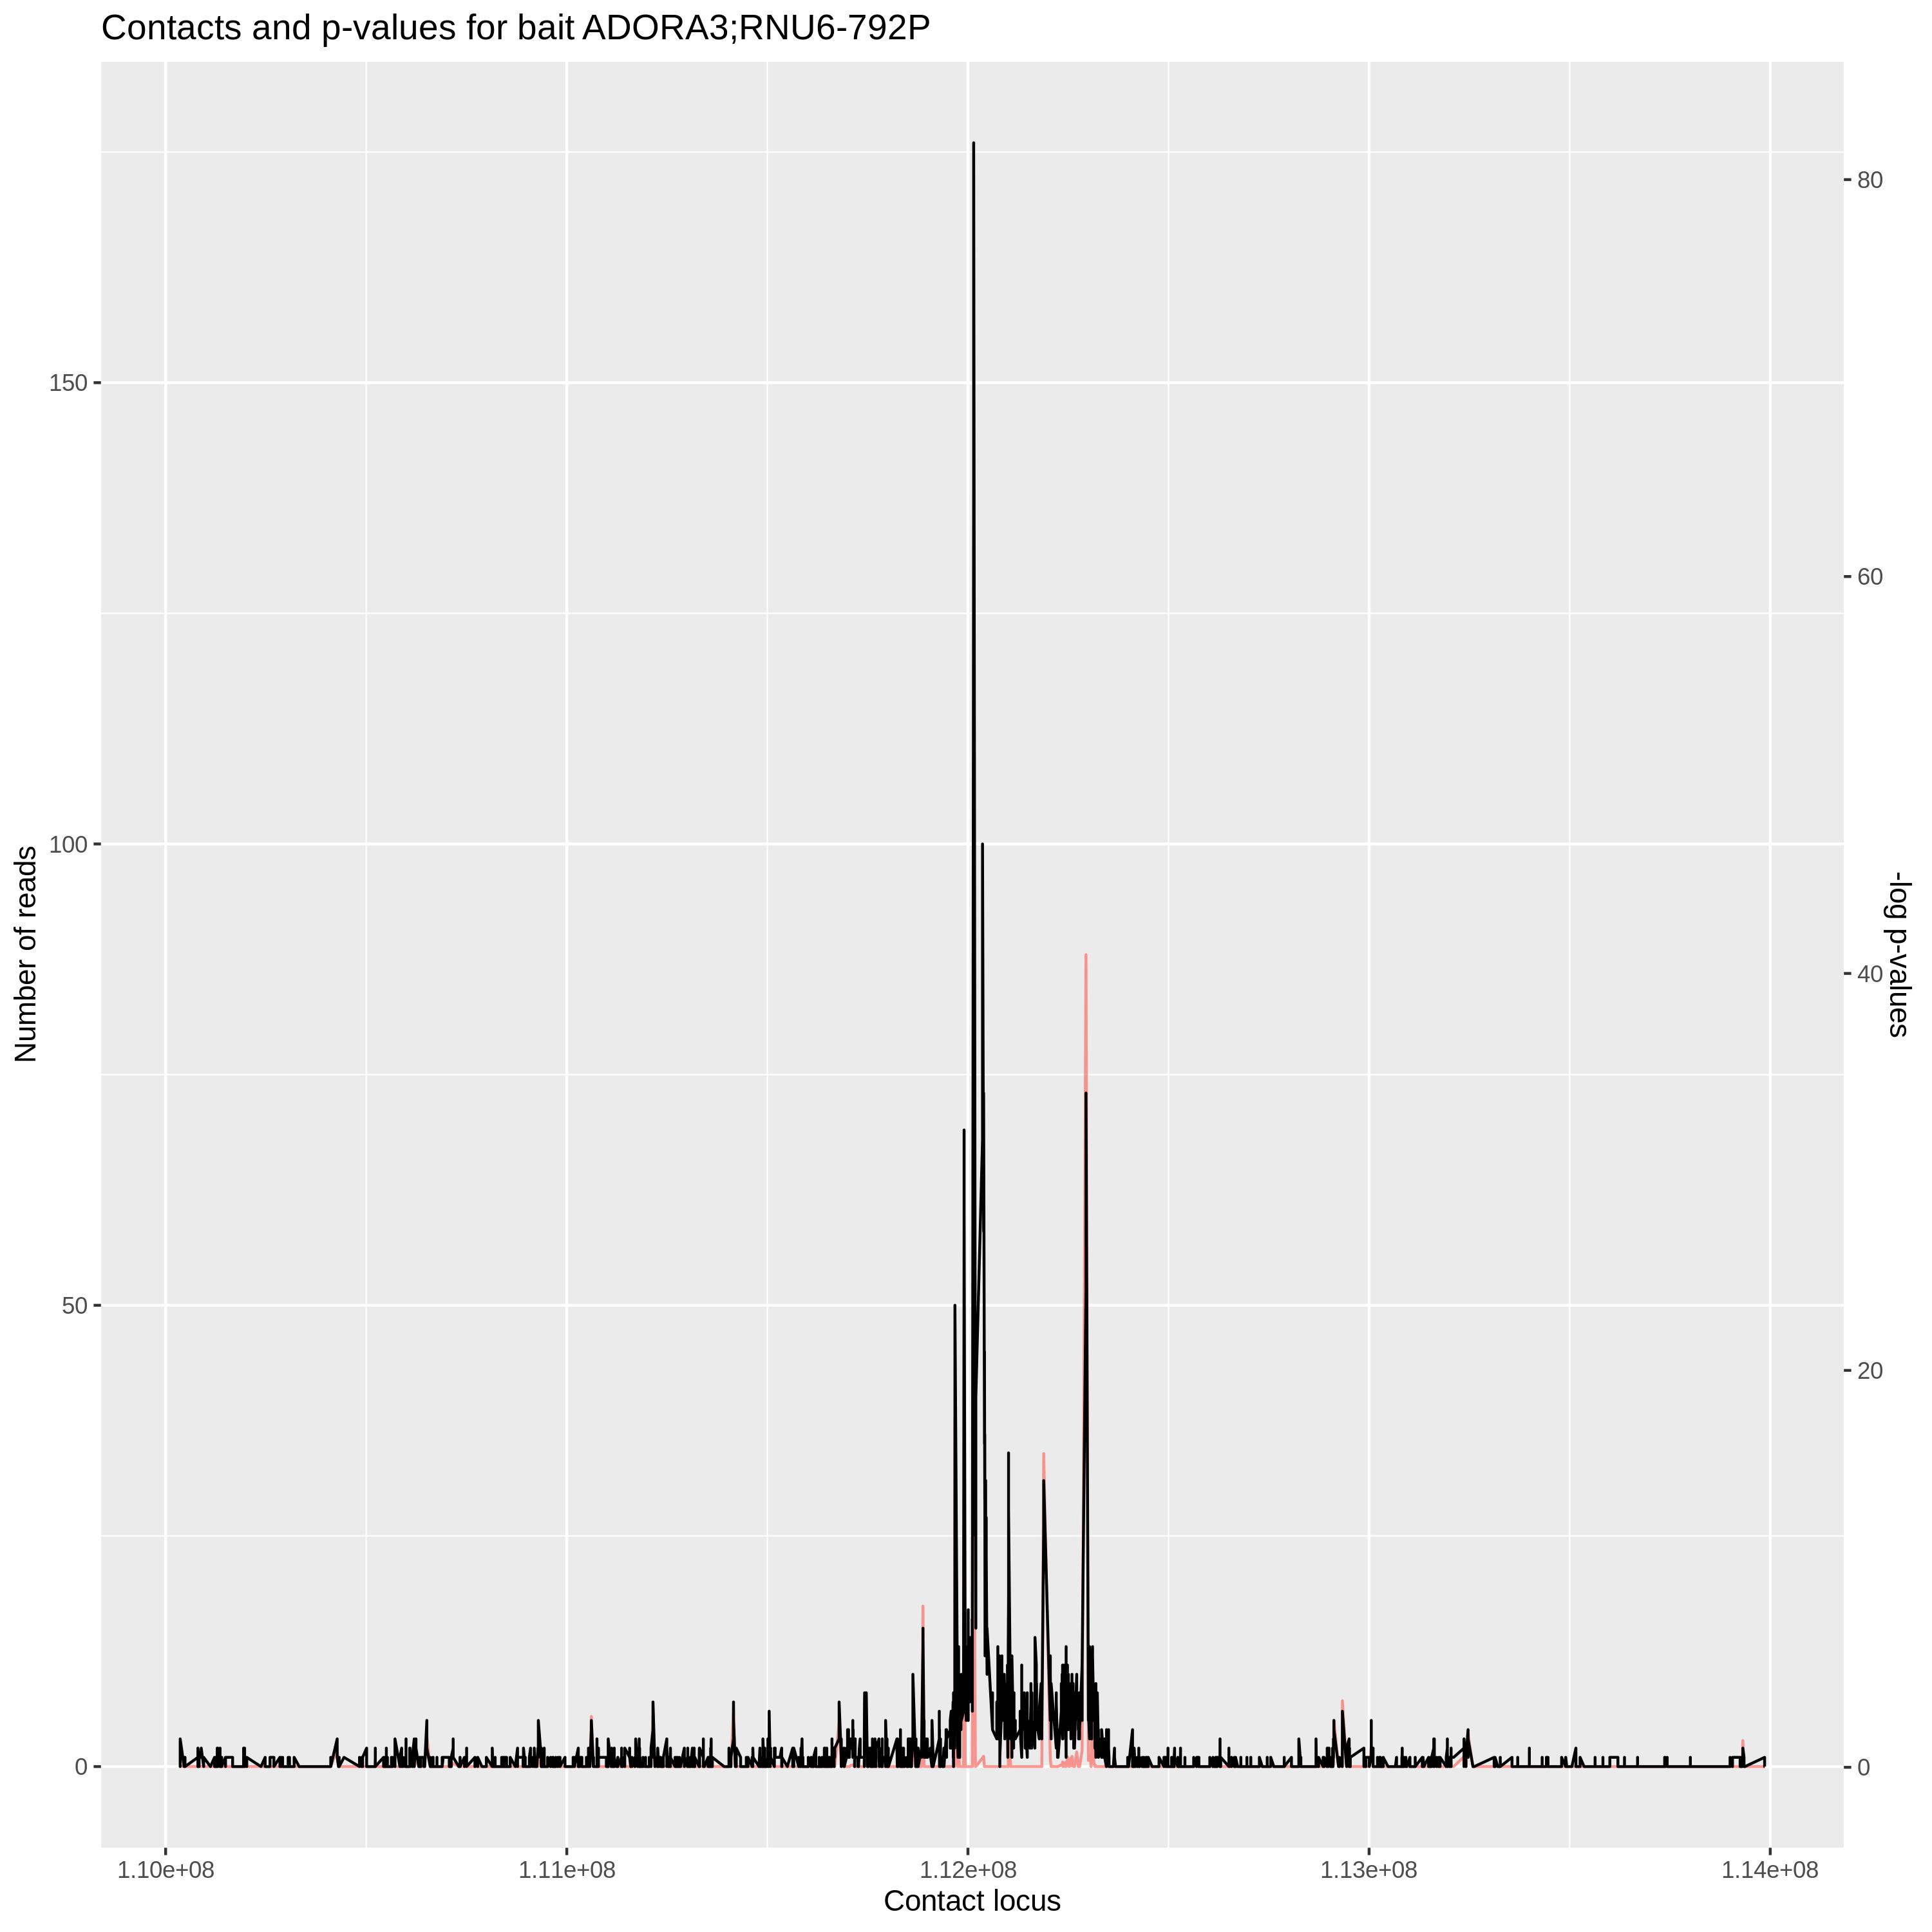 Contacts and p-values for bait ADORA3;RNU6-792P
150
100
50
0
Number of reads
80
60
40
20
0
-log p-values
1.10e+08
1.11e+08
1.12e+08
1.13e+08
1.14e+08
Contact locus